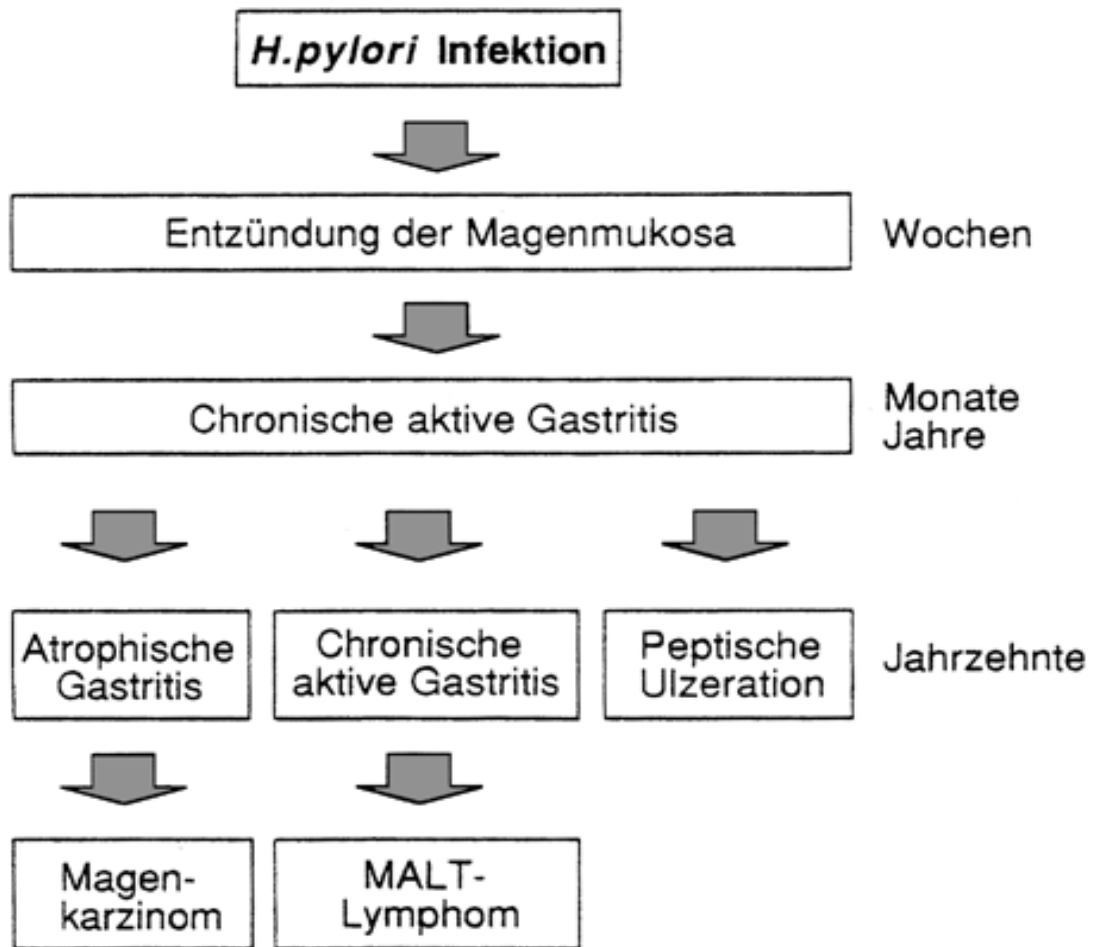 H.pylori Infektion
Entzündung der Magenmukosa
Wochen
Chronische aktive Gastritis
Monate
Jahre
Atrophische
Gastritis
Chronische
aktive Gastritis
Peptische
Ulzeration
Jahrzehnte
Magen-
karzinom
MALT-
Lymphom